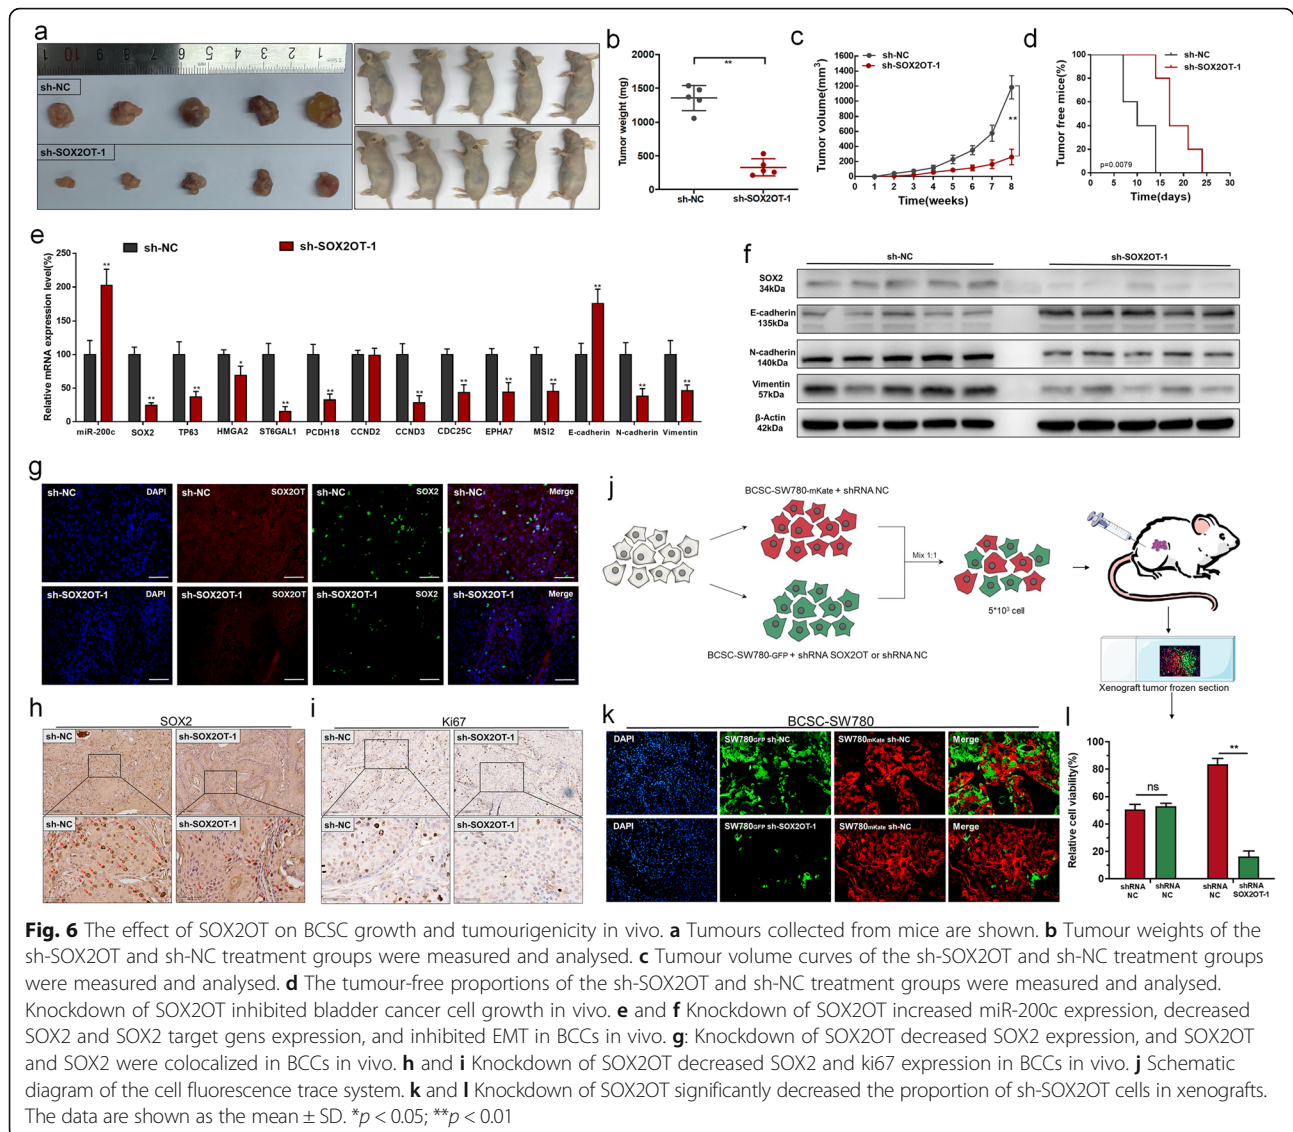 a
sh-NC
sh-SOX2OT-1
b
Tumor weight (mg)
2000
1500
1000
500
0
**
sh-NC
sh-SOX2OT-1
c
Tumor volume(mm³)
1600
1400
1200
1000
800
600
400
200
0
sh-NC
sh-SOX2OT-1
**
1 2 3 4 5 6 7 8
Time(weeks)
d
Tumor free mice(%)
100
80
60
40
20
0
sh-NC
sh-SOX2OT-1
p=0.0079
0 5 10 15 20 25 30
Time(days)
e
sh-NC
sh-SOX2OT-1
Relative mRNA expression level(%)
250
200
150
100
50
0
** ** ** * ** ** ** ** ** ** ** ** **
miR-200c SOX2 TP63 HMGA2 ST6GAL1 PCDH18 CCND2 CCND3 CDC25C EPHA7 MSI2 E-cadherin N-cadherin Vimentin
f
sh-NC
sh-SOX2OT-1
SOX2
34kDa
E-cadherin
135kDa
N-cadherin
140kDa
Vimentin
57kDa
β-Actin
42kDa
g
sh-NC DAPI
sh-NC SOX2OT
sh-NC SOX2
sh-NC Merge
sh-SOX2OT-1 DAPI
sh-SOX2OT-1 SOX2OT
sh-SOX2OT-1 SOX2
sh-SOX2OT-1 Merge
h
SOX2
sh-NC
sh-SOX2OT-1
sh-NC
sh-SOX2OT-1
i
Ki67
sh-NC
sh-SOX2OT-1
sh-NC
sh-SOX2OT-1
j
BCSC-SW780-mKate + shRNA NC
Mix 1:1
5*10³ cell
BCSC-SW780-GFP + shRNA SOX2OT or shRNA NC
Xenograft tumor frozen section
k
BCSC-SW780
DAPI
SW780GFP sh-NC
SW780mKate sh-NC
Merge
DAPI
SW780GFP sh-SOX2OT-1
SW780mKate sh-NC
Merge
l
Relative cell viability(%)
100
80
60
40
20
0
ns
**
shRNA NC
shRNA NC
shRNA NC
shRNA SOX2OT-1
Fig. 6 The effect of SOX2OT on BCSC growth and tumourigenicity in vivo. a Tumours collected from mice are shown. b Tumour weights of the
sh-SOX2OT and sh-NC treatment groups were measured and analysed. c Tumour volume curves of the sh-SOX2OT and sh-NC treatment groups
were measured and analysed. d The tumour-free proportions of the sh-SOX2OT and sh-NC treatment groups were measured and analysed.
Knockdown of SOX2OT inhibited bladder cancer cell growth in vivo. e and f Knockdown of SOX2OT increased miR-200c expression, decreased
SOX2 and SOX2 target gens expression, and inhibited EMT in BCCs in vivo. g: Knockdown of SOX2OT decreased SOX2 expression, and SOX2OT
and SOX2 were colocalized in BCCs in vivo. h and i Knockdown of SOX2OT decreased SOX2 and ki67 expression in BCCs in vivo. j Schematic
diagram of the cell fluorescence trace system. k and l Knockdown of SOX2OT significantly decreased the proportion of sh-SOX2OT cells in xenografts.
The data are shown as the mean ± SD. *p < 0.05; **p < 0.01